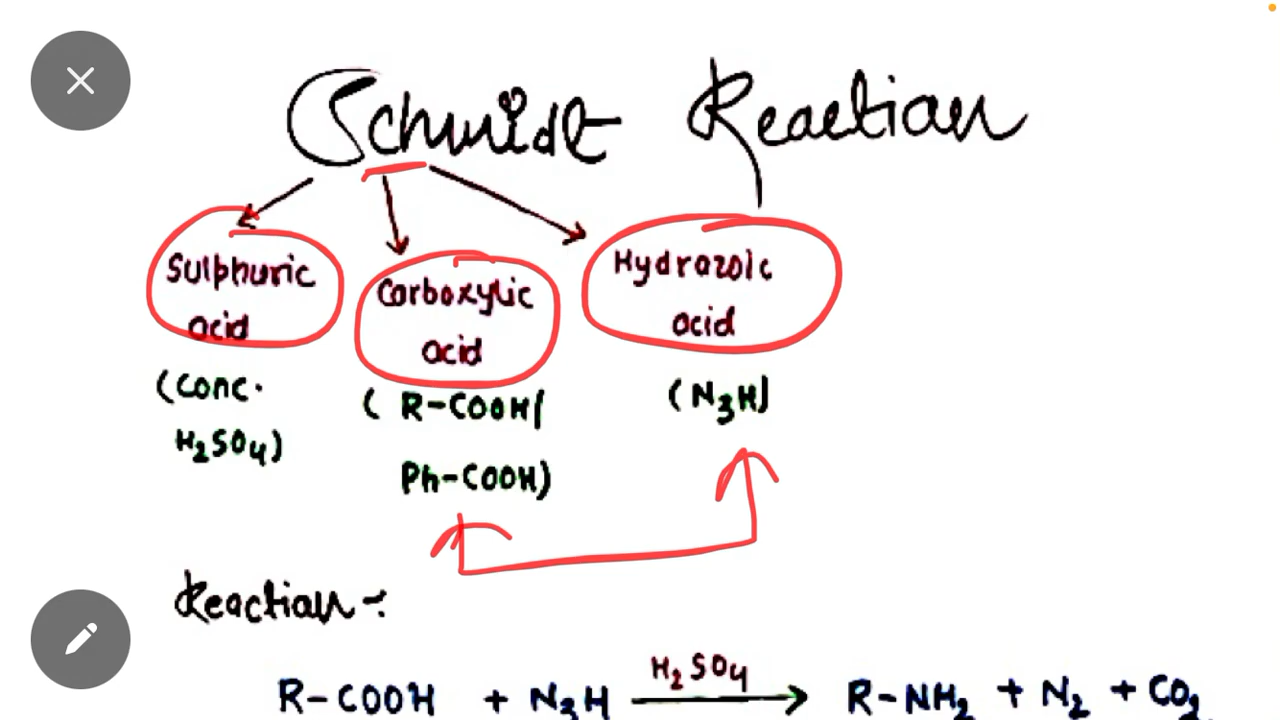 Schmidt Reaction
Sulphuric acid
Carboxylic acid
Hydrazoic acid
(Conc. H₂SO₄)
(R-COOH/ Ph-COOH)
(N₃H)
Reaction -:
R-COOH + N₃H H₂SO₄ → R-NH₂ + N₂ + CO₂